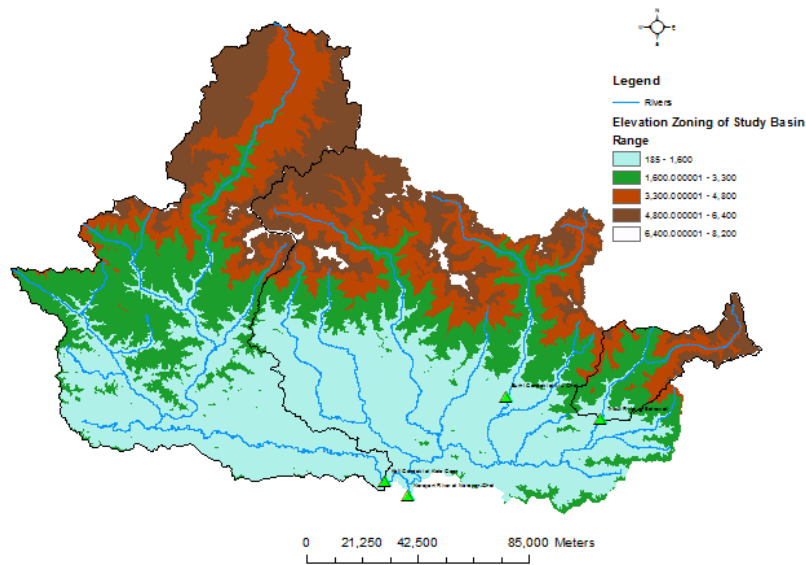 N
E
S
Legend
Rivers
Elevation Zoning of Study Basin
Range
185 - 1,600
1,600.000001 - 3,300
3,300.000001 - 4,800
4,800.000001 - 6,400
6,400.000001 - 8,200
0 21,250 42,500 85,000 Meters